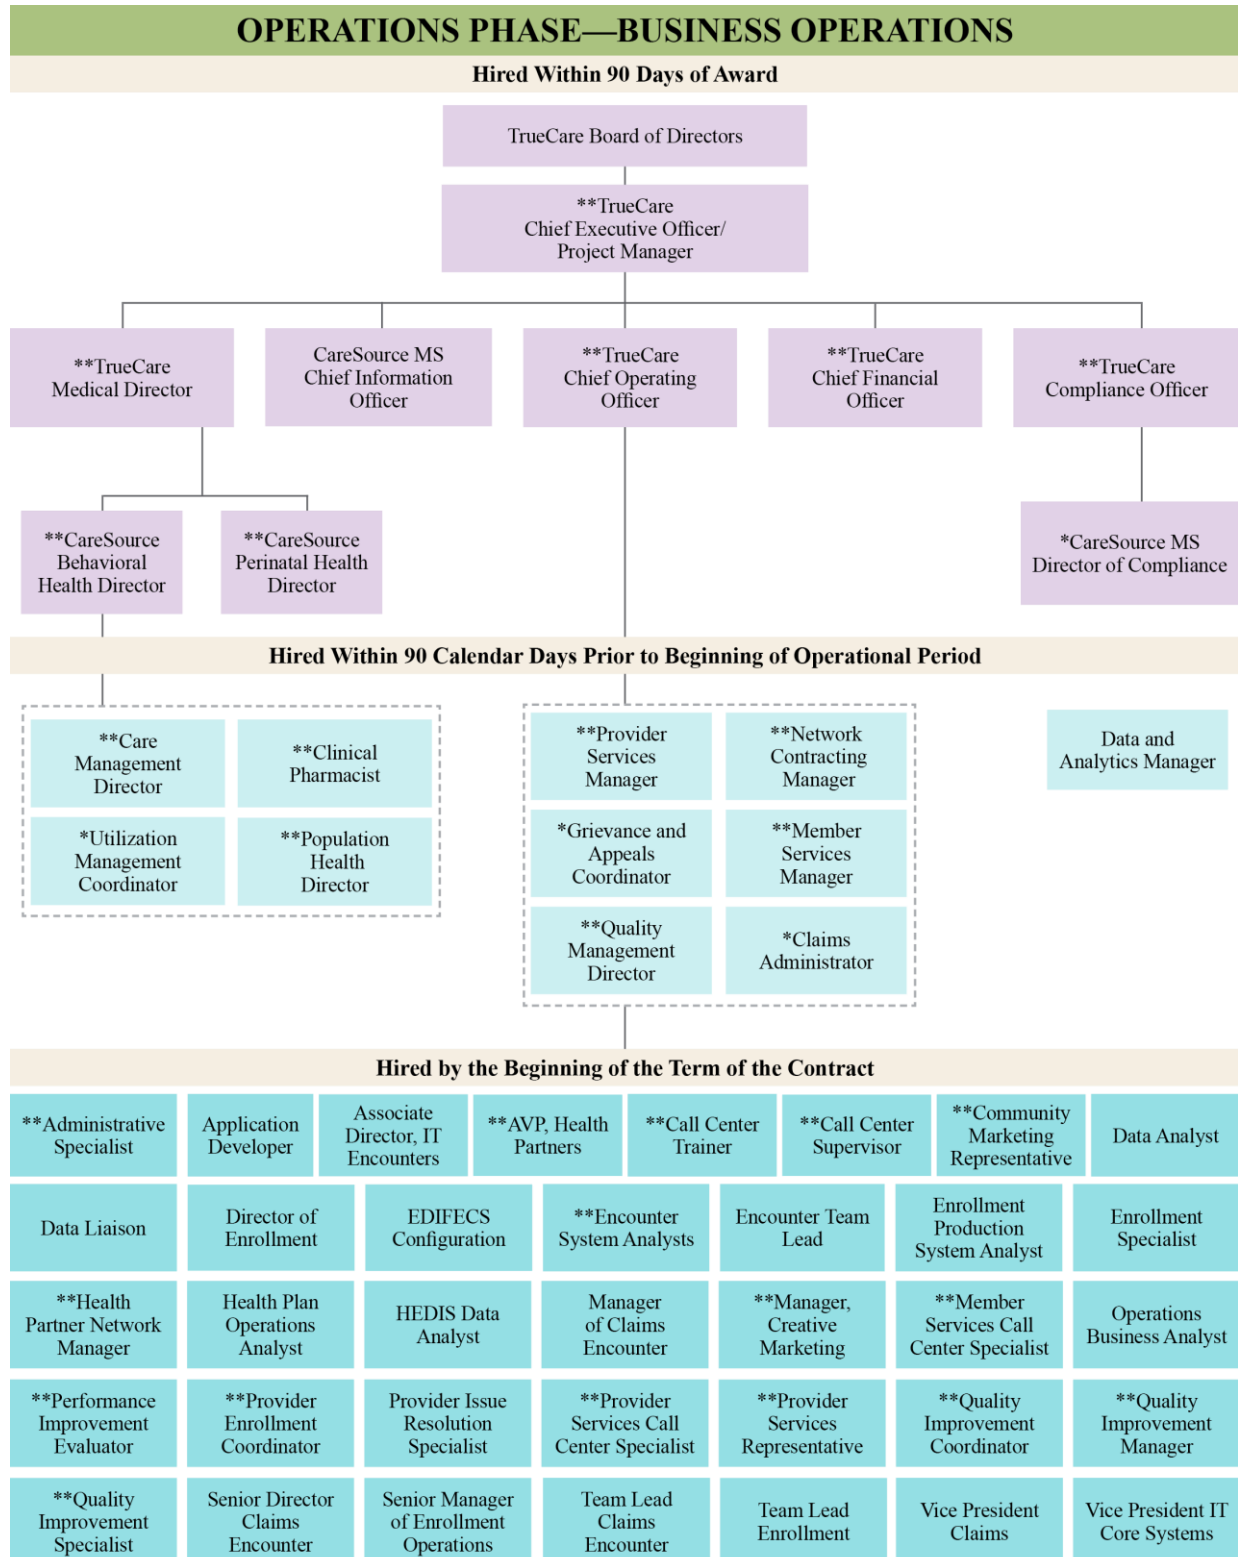 OPERATIONS PHASE—BUSINESS OPERATIONS
Hired Within 90 Days of Award
TrueCare Board of Directors
**TrueCare
Chief Executive Officer/
Project Manager
**TrueCare
Medical Director
CareSource MS
Chief Information
Officer
**TrueCare
Chief Operating
Officer
**TrueCare
Chief Financial
Officer
**TrueCare
Compliance Officer
**CareSource
Behavioral
Health Director
**CareSource
Perinatal Health
Director
*CareSource MS
Director of Compliance
Hired Within 90 Calendar Days Prior to Beginning of Operational Period
**Care
Management
Director
**Clinical
Pharmacist
*Utilization
Management
Coordinator
**Population
Health
Director
**Provider
Services
Manager
**Network
Contracting
Manager
*Grievance and
Appeals
Coordinator
**Member
Services
Manager
**Quality
Management
Director
*Claims
Administrator
Data and
Analytics Manager
Hired by the Beginning of the Term of the Contract
**Administrative
Specialist
Application
Developer
Associate
Director, IT
Encounters
**AVP, Health
Partners
**Call Center
Trainer
**Call Center
Supervisor
**Community
Marketing
Representative
Data Analyst
Data Liaison
Director of
Enrollment
EDIFECS
Configuration
**Encounter
System Analysts
Encounter Team
Lead
Enrollment
Production
System Analyst
Enrollment
Specialist
**Health
Partner Network
Manager
Health Plan
Operations
Analyst
HEDIS Data
Analyst
Manager
of Claims
Encounter
**Manager,
Creative
Marketing
**Member
Services Call
Center Specialist
Operations
Business Analyst
**Performance
Improvement
Evaluator
**Provider
Enrollment
Coordinator
Provider Issue
Resolution
Specialist
**Provider
Services Call
Center Specialist
**Provider
Services
Representative
**Quality
Improvement
Coordinator
**Quality
Improvement
Manager
**Quality
Improvement
Specialist
Senior Director
Claims
Encounter
Senior Manager
of Enrollment
Operations
Team Lead
Claims
Encounter
Team Lead
Enrollment
Vice President
Claims
Vice President IT
Core Systems